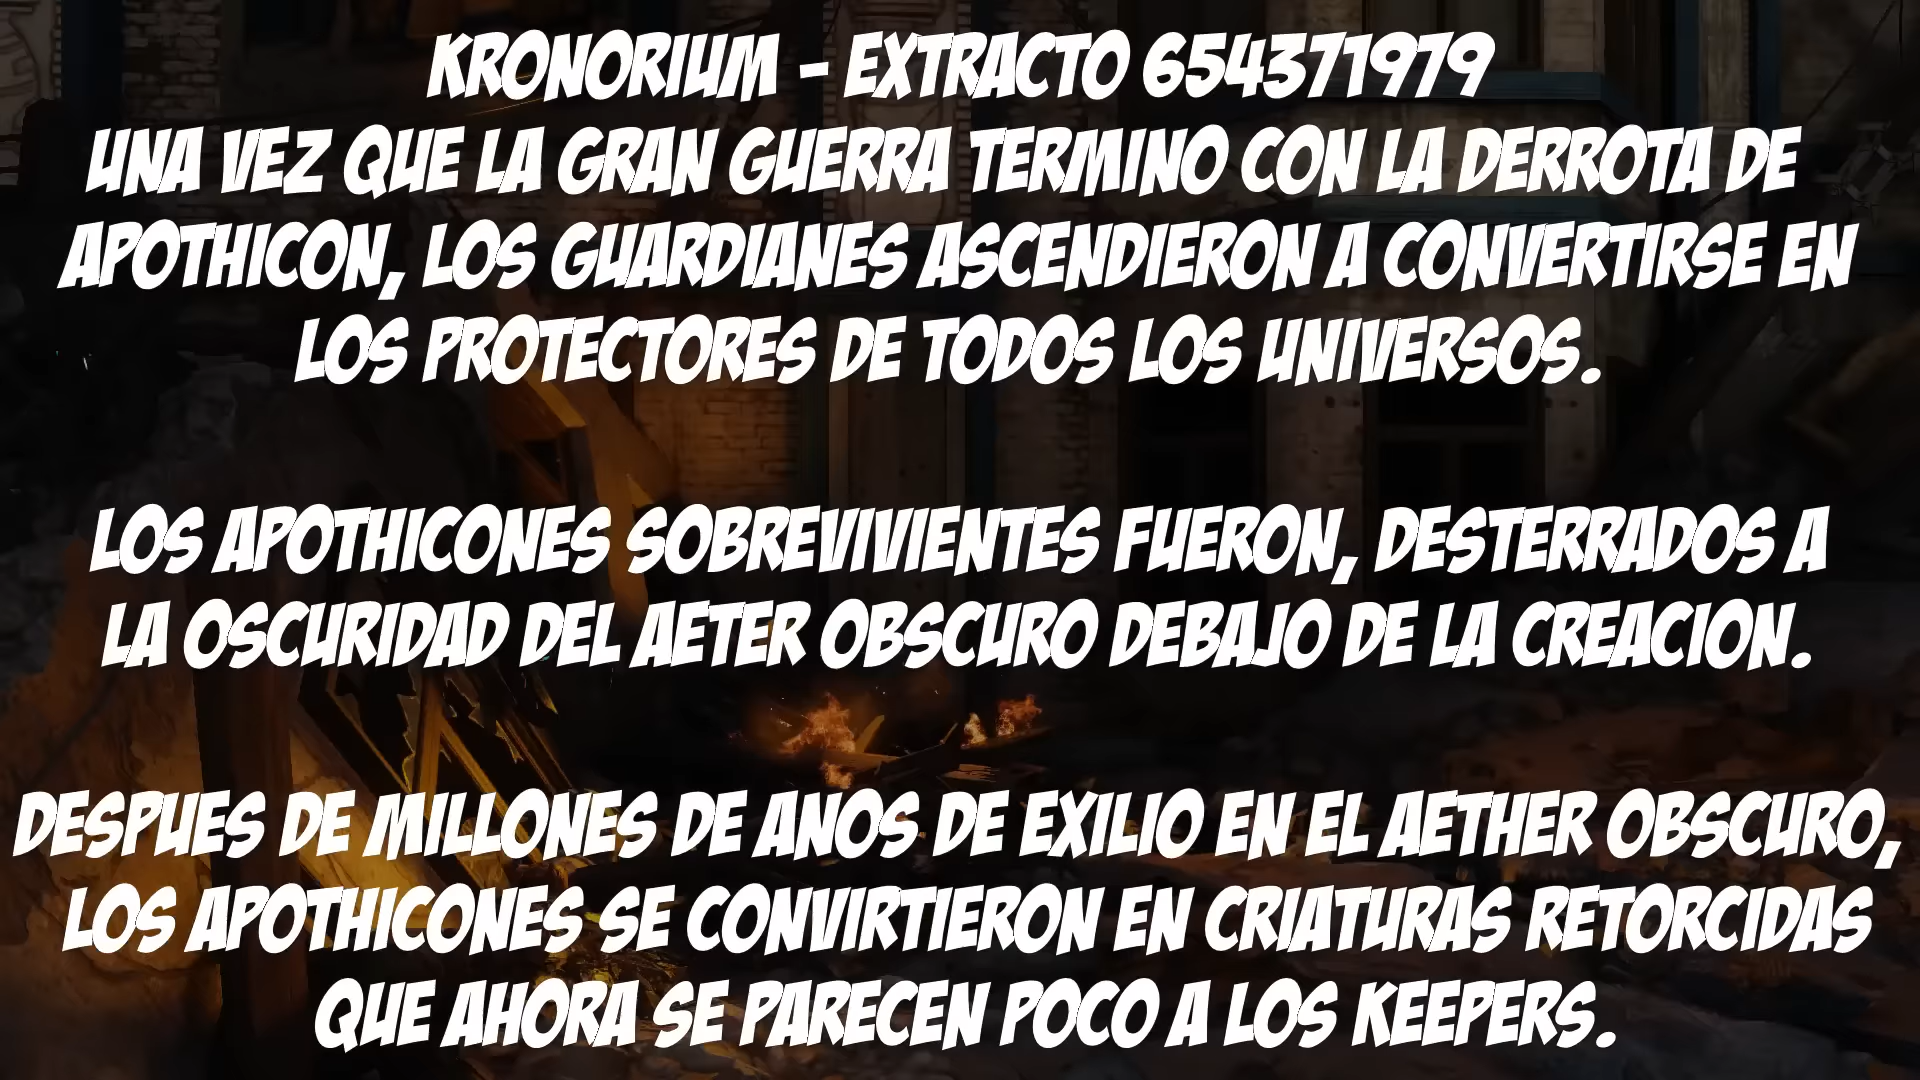 KRONORIUM - EXTRACTO 654371979
UNA VEZ QUE LA GRAN GUERRA TERMINO CON LA DERROTA DE
APOTHICON, LOS GUARDIANES ASCENDIERON A CONVERTIRSE EN
LOS PROTECTORES DE TODOS LOS UNIVERSOS.
LOS APOTHICONES SOBREVIVIENTES FUERON, DESTERRADOS A
LA OSCURIDAD DEL AETER OBSCURO DEBAJO DE LA CREACION.
DESPUES DE MILLONES DE ANOS DE EXILIO EN EL AETHER OBSCURO,
LOS APOTHICONES SE CONVIRTIERON EN CRIATURAS RETORCIDAS
QUE AHORA SE PARECEN POCO A LOS KEEPERS.